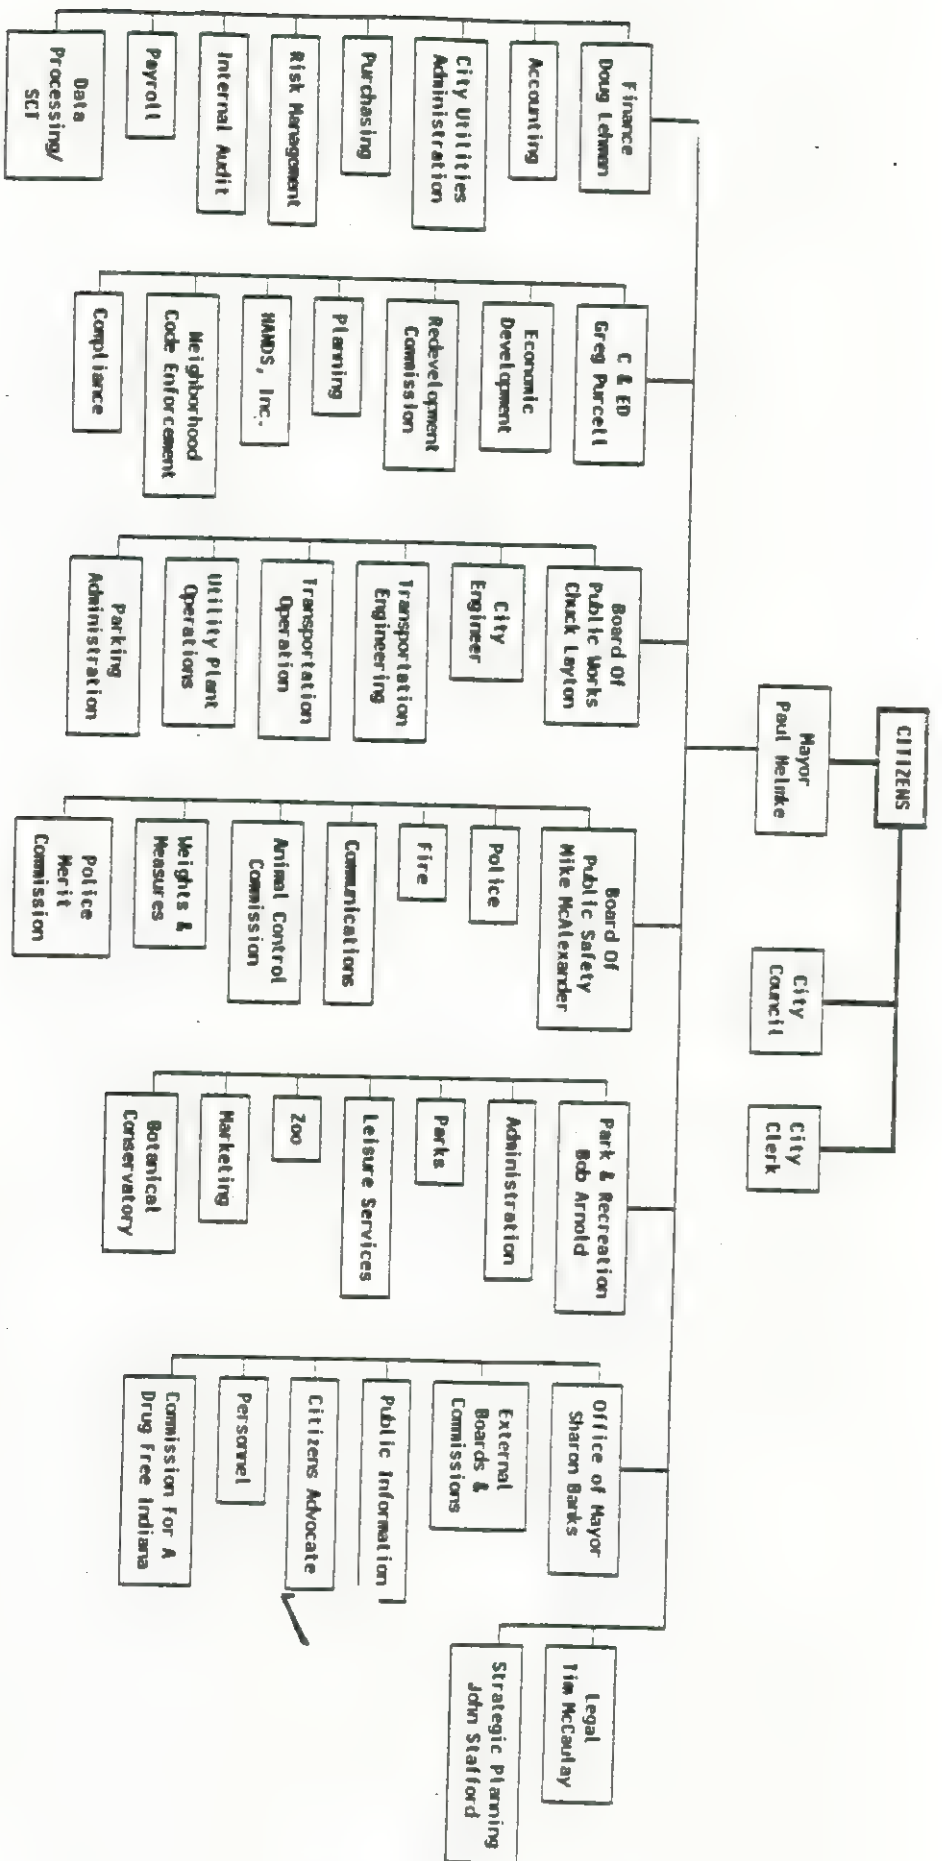 CITIZENS
Mayor
Paul Helmke
City
Council
City
Clerk
Finance
Doug Lehman
Accounting
City Utilities
Administration
Purchasing
Risk Management
Internal Audit
Payroll
Data
Processing/
SCT
C & ED
Greg Purcell
Economic
Development
Redevelopment
Commission
Planning
HANDS, Inc.
Neighborhood
Code Enforcement
Compliance
Board Of
Public Works
Chuck Layton
City
Engineer
Transportation
Engineering
Transportation
Operation
Utility Plant
Operations
Parking
Administration
Board Of
Public Safety
Mike McAlexander
Police
Fire
Communications
Animal Control
Commission
Weights &
Measures
Police
Merit
Commission
Park & Recreation
Bob Arnold
Administration
Parks
Leisure Services
Zoo
Marketing
Botanical
Conservatory
Office of Mayor
Sharon Banks
External
Boards &
Commissions
Public Information
Citizens Advocate
Personnel
Commission For A
Drug Free Indiana
Legal
Tim McCaulay
Strategic Planning
John Stafford